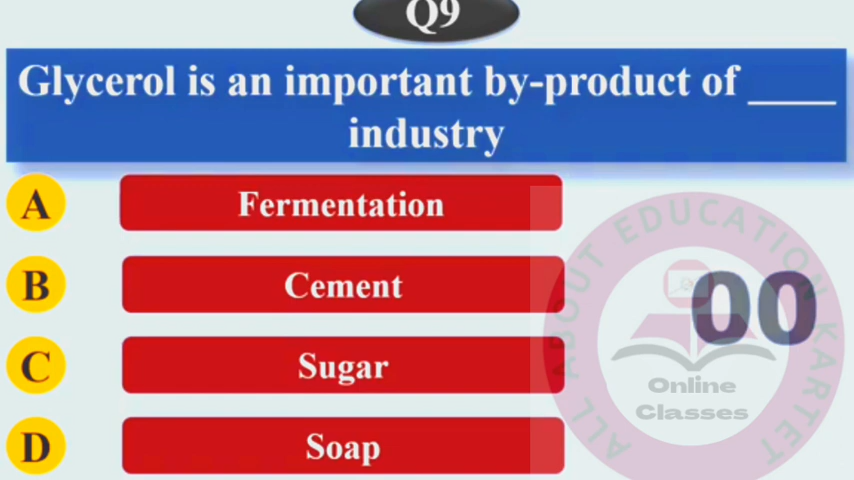 Q9
Glycerol is an important by-product of _____
industry
A
Fermentation
B
Cement
C
Sugar
D
Soap
00
ALL ABOUT EDUCATION KARTET
Online
Classes